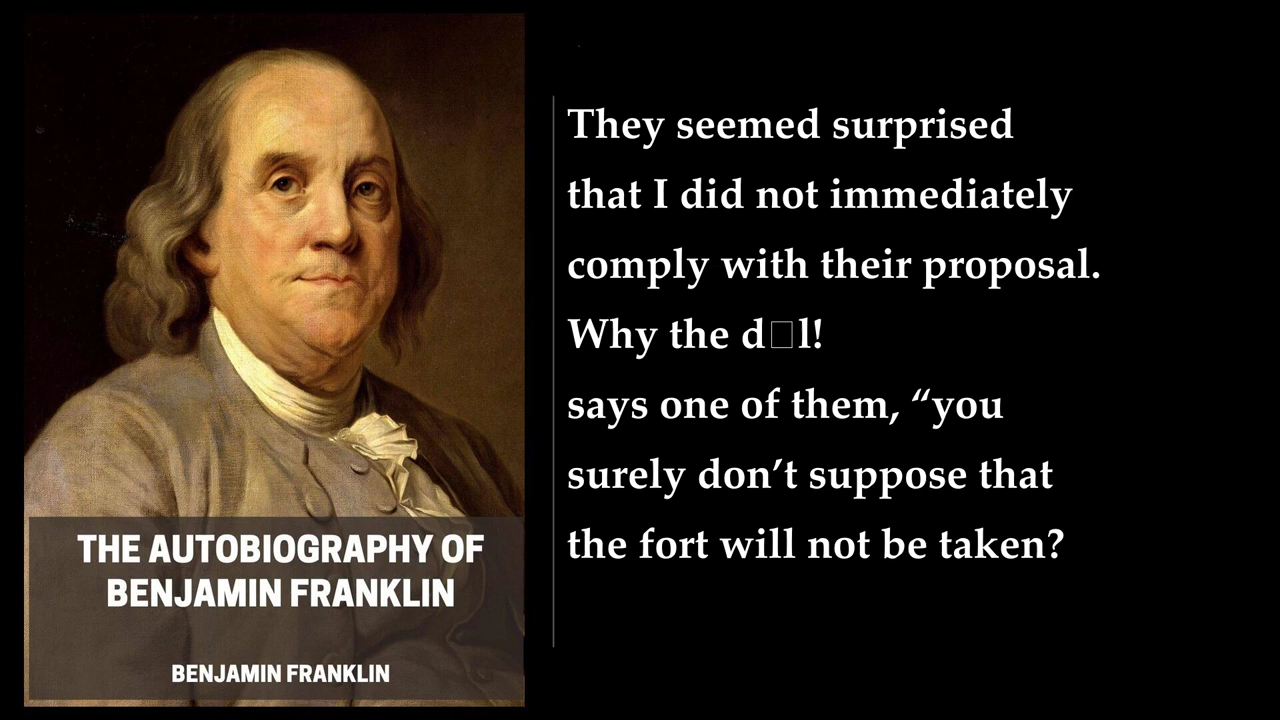 They seemed surprised
that I did not immediately
comply with their proposal.
Why the d□l!
says one of them, “you
surely don’t suppose that
the fort will not be taken?
THE AUTOBIOGRAPHY OF
BENJAMIN FRANKLIN
BENJAMIN FRANKLIN